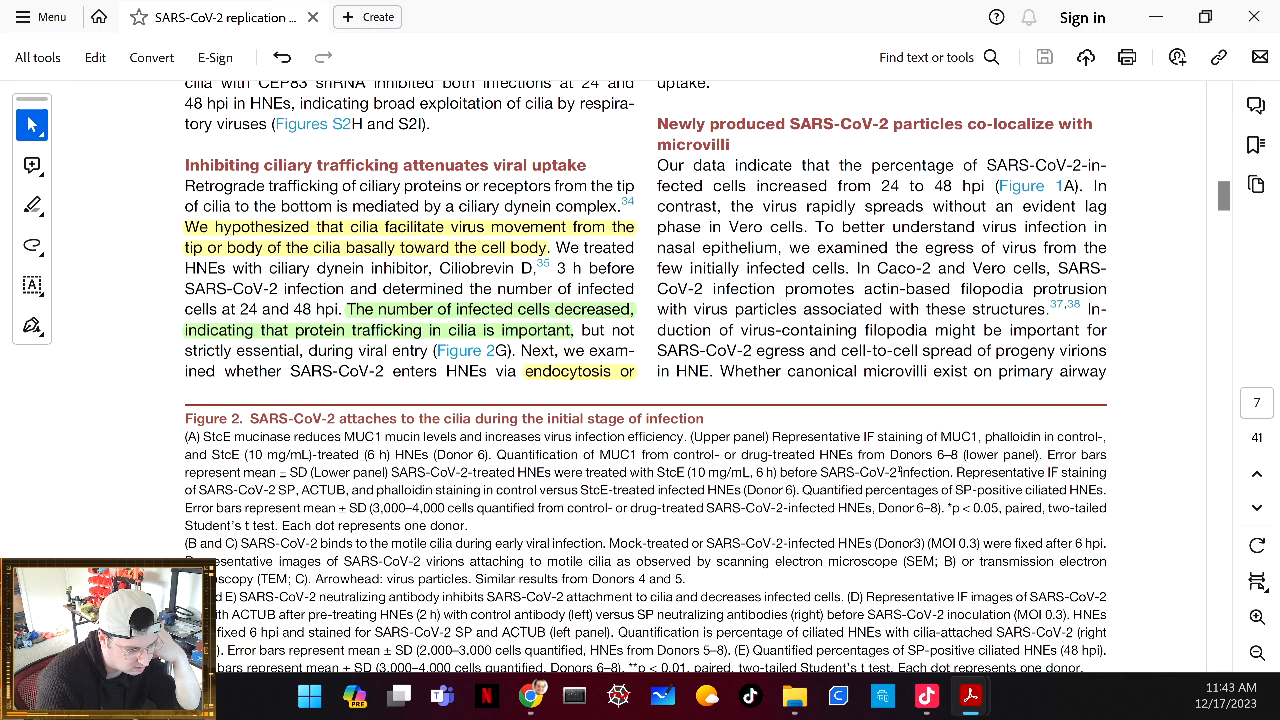 Menu
SARS-CoV-2 replication ...
Create
Sign in
All tools
Edit
Convert
E-Sign
Find text or tools
cilia with CEP83 shRNA inhibited both infections at 24 and
48 hpi in HNEs, indicating broad exploitation of cilia by respira-
tory viruses (Figures S2H and S2I).
Inhibiting ciliary trafficking attenuates viral uptake
Retrograde trafficking of ciliary proteins or receptors from the tip
of cilia to the bottom is mediated by a ciliary dynein complex.34
We hypothesized that cilia facilitate virus movement from the
tip or body of the cilia basally toward the cell body. We treated
HNEs with ciliary dynein inhibitor, Ciliobrevin D,35 3 h before
SARS-CoV-2 infection and determined the number of infected
cells at 24 and 48 hpi. The number of infected cells decreased,
indicating that protein trafficking in cilia is important, but not
strictly essential, during viral entry (Figure 2G). Next, we exam-
ined whether SARS-CoV-2 enters HNEs via endocytosis or
uptake.
Newly produced SARS-CoV-2 particles co-localize with
microvilli
Our data indicate that the percentage of SARS-CoV-2-in-
fected cells increased from 24 to 48 hpi (Figure 1A). In
contrast, the virus rapidly spreads without an evident lag
phase in Vero cells. To better understand virus infection in
nasal epithelium, we examined the egress of virus from the
few initially infected cells. In Caco-2 and Vero cells, SARS-
CoV-2 infection promotes actin-based filopodia protrusion
with virus particles associated with these structures.37,38 In-
duction of virus-containing filopodia might be important for
SARS-CoV-2 egress and cell-to-cell spread of progeny virions
in HNE. Whether canonical microvilli exist on primary airway
Figure 2. SARS-CoV-2 attaches to the cilia during the initial stage of infection
(A) StcE mucinase reduces MUC1 mucin levels and increases virus infection efficiency. (Upper panel) Representative IF staining of MUC1, phalloidin in control-,
and StcE (10 mg/mL)-treated (6 h) HNEs (Donor 6). Quantification of MUC1 from control- or drug-treated HNEs from Donors 6–8 (lower panel). Error bars
represent mean ± SD (Lower panel) SARS-CoV-2-treated HNEs were treated with StcE (10 mg/mL, 6 h) before SARS-CoV-2 infection. Representative IF staining
of SARS-CoV-2 SP, ACTUB, and phalloidin staining in control versus StcE-treated infected HNEs (Donor 6). Quantified percentages of SP-positive ciliated HNEs.
Error bars represent mean ± SD (3,000–4,000 cells quantified from control- or drug-treated SARS-CoV-2-infected HNEs, Donor 6–8). *p < 0.05, paired, two-tailed
Student's t test. Each dot represents one donor.
(B and C) SARS-CoV-2 binds to the motile cilia during early viral infection. Mock-treated or SARS-CoV-2-infected HNEs (Donor3) (MOI 0.3) were fixed after 6 hpi.
Representative images of SARS-CoV-2 virions attaching to motile cilia as observed by scanning electron microscope (SEM; B) or transmission electron
scopy (TEM; C). Arrowhead: virus particles. Similar results from Donors 4 and 5.
d E) SARS-CoV-2 neutralizing antibody inhibits SARS-CoV-2 attachment to cilia and decreases infected cells. (D) Representative IF images of SARS-CoV-2
th ACTUB after pre-treating HNEs (2 h) with control antibody (left) versus SP neutralizing antibodies (right) before SARS-CoV-2 inoculation (MOI 0.3). HNEs
fixed 6 hpi and stained for SARS-CoV-2 SP and ACTUB (left panel). Quantification is percentage of ciliated HNEs with cilia-attached SARS-CoV-2 (right
). Error bars represent mean ± SD (2,000–3,000 cells quantified, HNEs from Donors 3–8). (E) Quantified percentages of SP-positive ciliated HNEs (48 hpi).
bars represent mean ± SD (3,000–4,000 cells quantified, Donors 6–8). **p < 0.01, paired, two-tailed Student's t test. Each dot represents one donor.
7
41
PRE
11:43 AM
12/17/2023